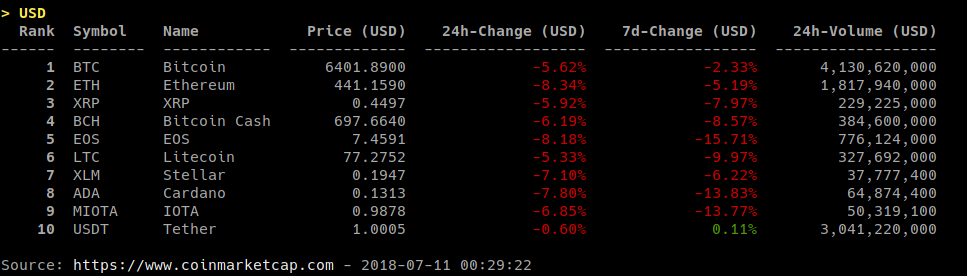 > USD
Rank Symbol Name Price (USD) 24h-Change (USD) 7d-Change (USD) 24h-Volume (USD)
------ -------- ------------ ------------- ---------------- ----------------- ------------------
1 BTC Bitcoin 6401.8900 -5.62% -2.33% 4,130,620,000
2 ETH Ethereum 441.1590 -8.34% -5.19% 1,817,940,000
3 XRP XRP 0.4497 -5.92% -7.97% 229,225,000
4 BCH Bitcoin Cash 697.6640 -6.19% -8.57% 384,600,000
5 EOS EOS 7.4591 -8.18% -15.71% 776,124,000
6 LTC Litecoin 77.2752 -5.33% -9.97% 327,692,000
7 XLM Stellar 0.1947 -7.10% -6.22% 37,777,400
8 ADA Cardano 0.1313 -7.80% -13.83% 64,874,400
9 MIOTA IOTA 0.9878 -6.85% -13.77% 50,319,100
10 USDT Tether 1.0005 -0.60% 0.11% 3,041,220,000
Source: https://www.coinmarketcap.com - 2018-07-11 00:29:22